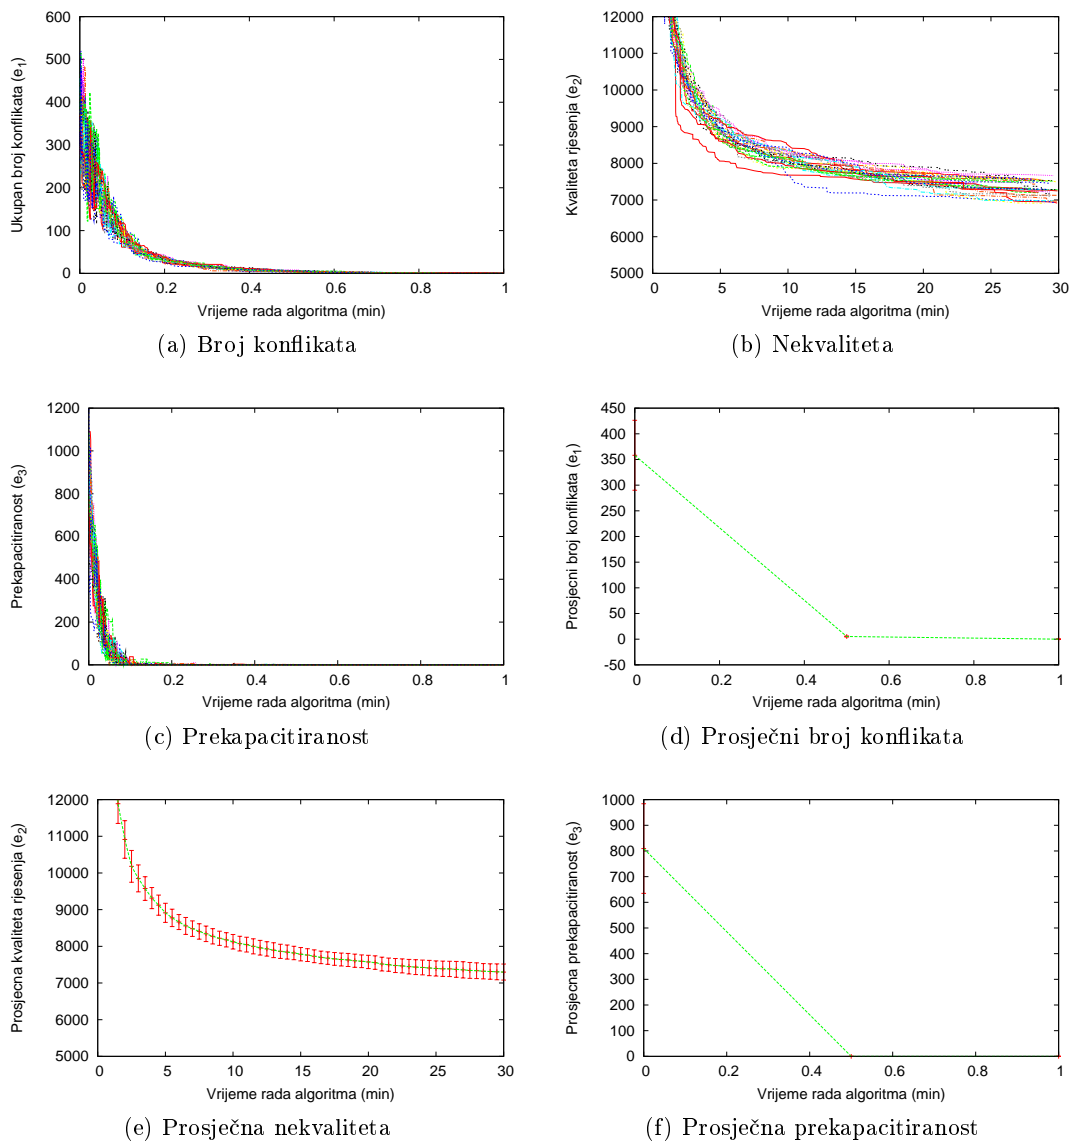 600
500
400
300
200
100
0
0 0.2 0.4 0.6 0.8 1
Ukupan broj konflikata (e1)
Vrijeme rada algoritma (min)
(a) Broj konflikata
12000
11000
10000
9000
8000
7000
6000
5000
0 5 10 15 20 25 30
Kvaliteta rjesenja (e2)
Vrijeme rada algoritma (min)
(b) Nekvaliteta
1200
1000
800
600
400
200
0
0 0.2 0.4 0.6 0.8 1
Prekapacitiranost (e3)
Vrijeme rada algoritma (min)
(c) Prekapacitiranost
450
400
350
300
250
200
150
100
50
0
-50
0 0.2 0.4 0.6 0.8 1
Prosjecni broj konflikata (e1)
Vrijeme rada algoritma (min)
(d) Prosječni broj konflikata
12000
11000
10000
9000
8000
7000
6000
5000
0 5 10 15 20 25 30
Prosjecna kvaliteta rjesenja (e2)
Vrijeme rada algoritma (min)
(e) Prosječna nekvaliteta
1000
900
800
700
600
500
400
300
200
100
0
0 0.2 0.4 0.6 0.8 1
Prosjecna prekapacitiranost (e3)
Vrijeme rada algoritma (min)
(f) Prosječna prekapacitiranost